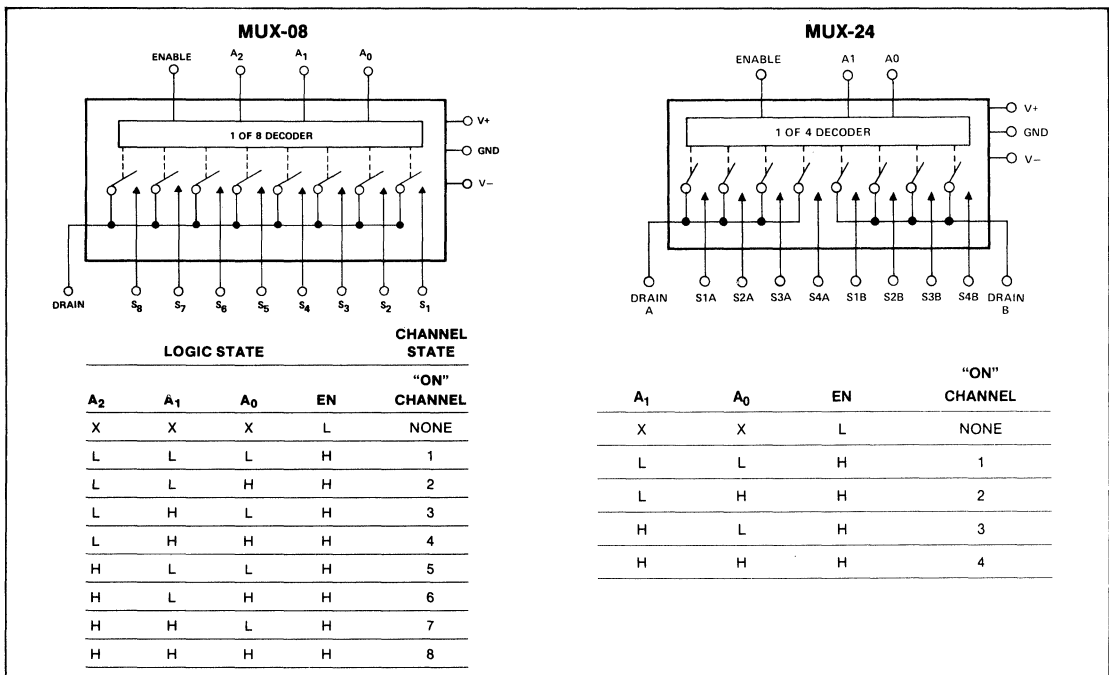 MUX-08
ENABLE A2 A1 A0
1 OF 8 DECODER
V+
GND
V−
DRAIN S8 S7 S6 S5 S4 S3 S2 S1
LOGIC STATE CHANNEL STATE
A2 A1 A0 EN "ON" CHANNEL
X X X L NONE
L L L H 1
L L H H 2
L H L H 3
L H H H 4
H L L H 5
H L H H 6
H H L H 7
H H H H 8
MUX-24
ENABLE A1 A0
1 OF 4 DECODER
V+
GND
V−
DRAIN A S1A S2A S3A S4A S1B S2B S3B S4B DRAIN B
A1 A0 EN "ON" CHANNEL
X X L NONE
L L H 1
L H H 2
H L H 3
H H H 4